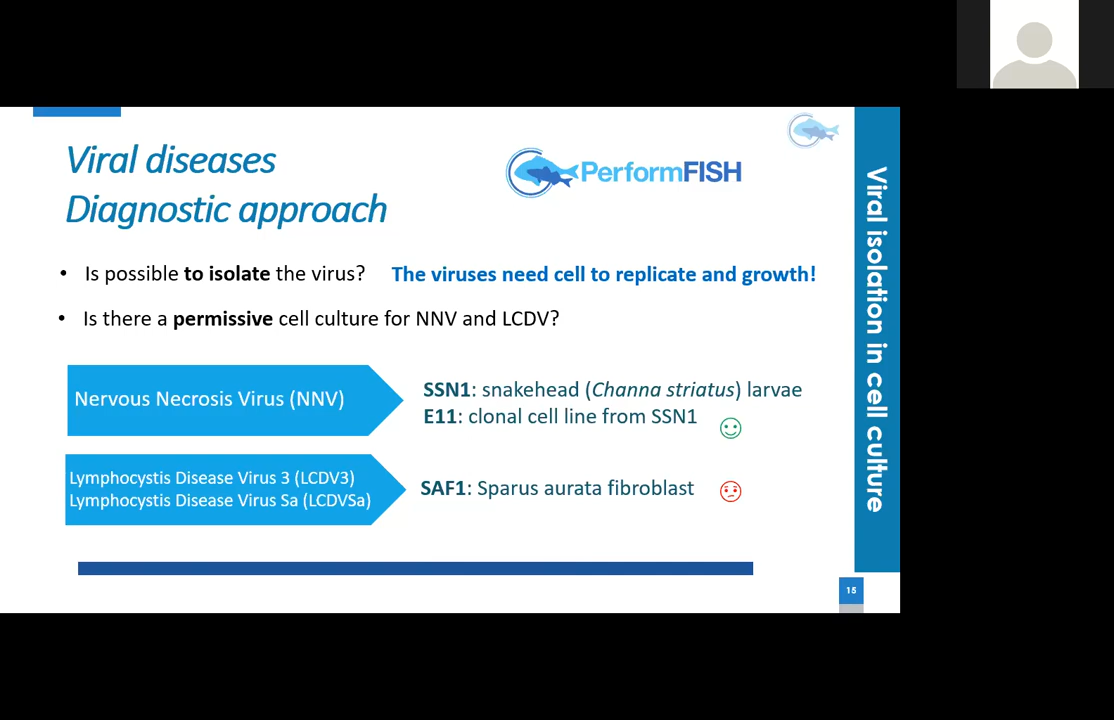 Viral diseases
Diagnostic approach
PerformFISH
• Is possible to isolate the virus? The viruses need cell to replicate and growth!
• Is there a permissive cell culture for NNV and LCDV?
Nervous Necrosis Virus (NNV)
SSN1: snakehead (Channa striatus) larvae
E11: clonal cell line from SSN1
Lymphocystis Disease Virus 3 (LCDV3)
Lymphocystis Disease Virus Sa (LCDVSa)
SAF1: Sparus aurata fibroblast
Viral isolation in cell culture
15